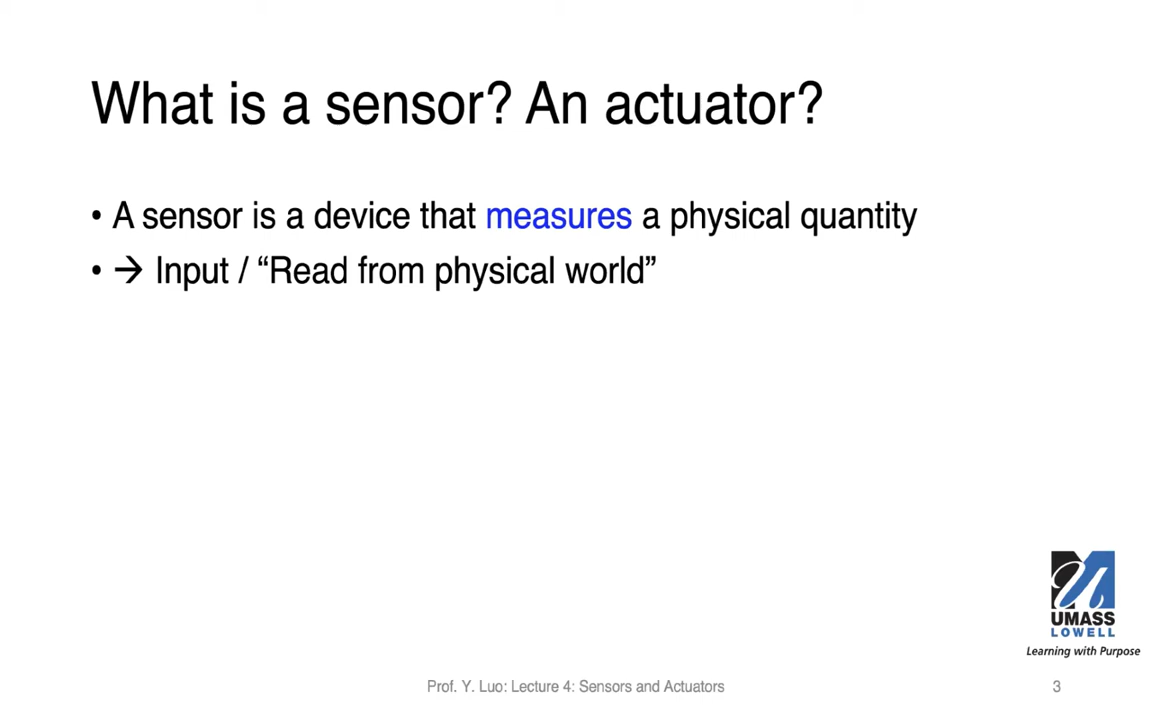 What is a sensor? An actuator?
• A sensor is a device that measures a physical quantity
• → Input / “Read from physical world”
UMASS
LOWELL
Learning with Purpose
Prof. Y. Luo: Lecture 4: Sensors and Actuators
3